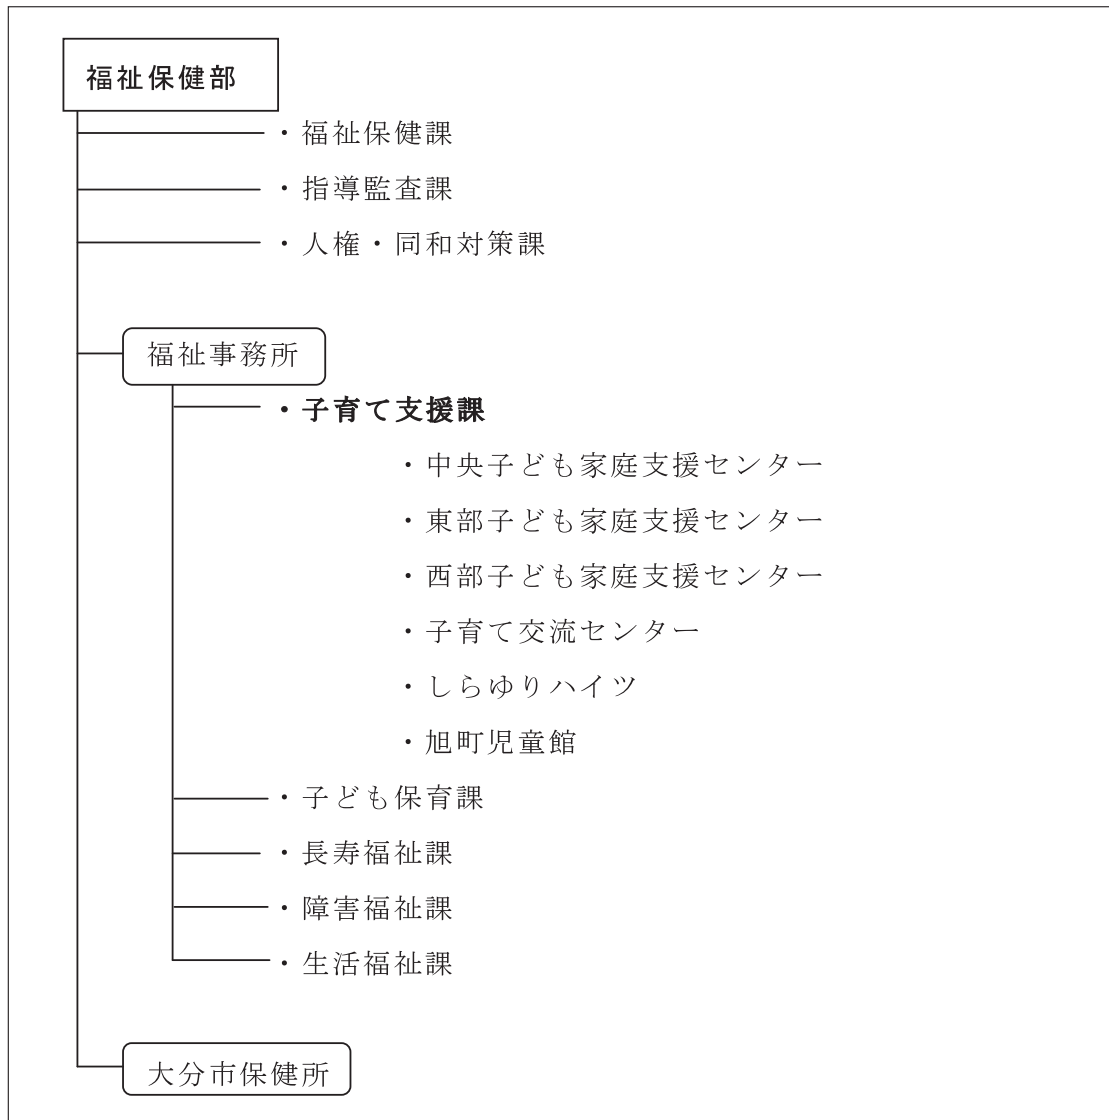 福祉保健部
・福祉保健課
・指導監査課
・人権・同和対策課
福祉事務所
・子育て支援課
・中央子ども家庭支援センター
・東部子ども家庭支援センター
・西部子ども家庭支援センター
・子育て交流センター
・しらゆりハイツ
・旭町児童館
・子ども保育課
・長寿福祉課
・障害福祉課
・生活福祉課
大分市保健所